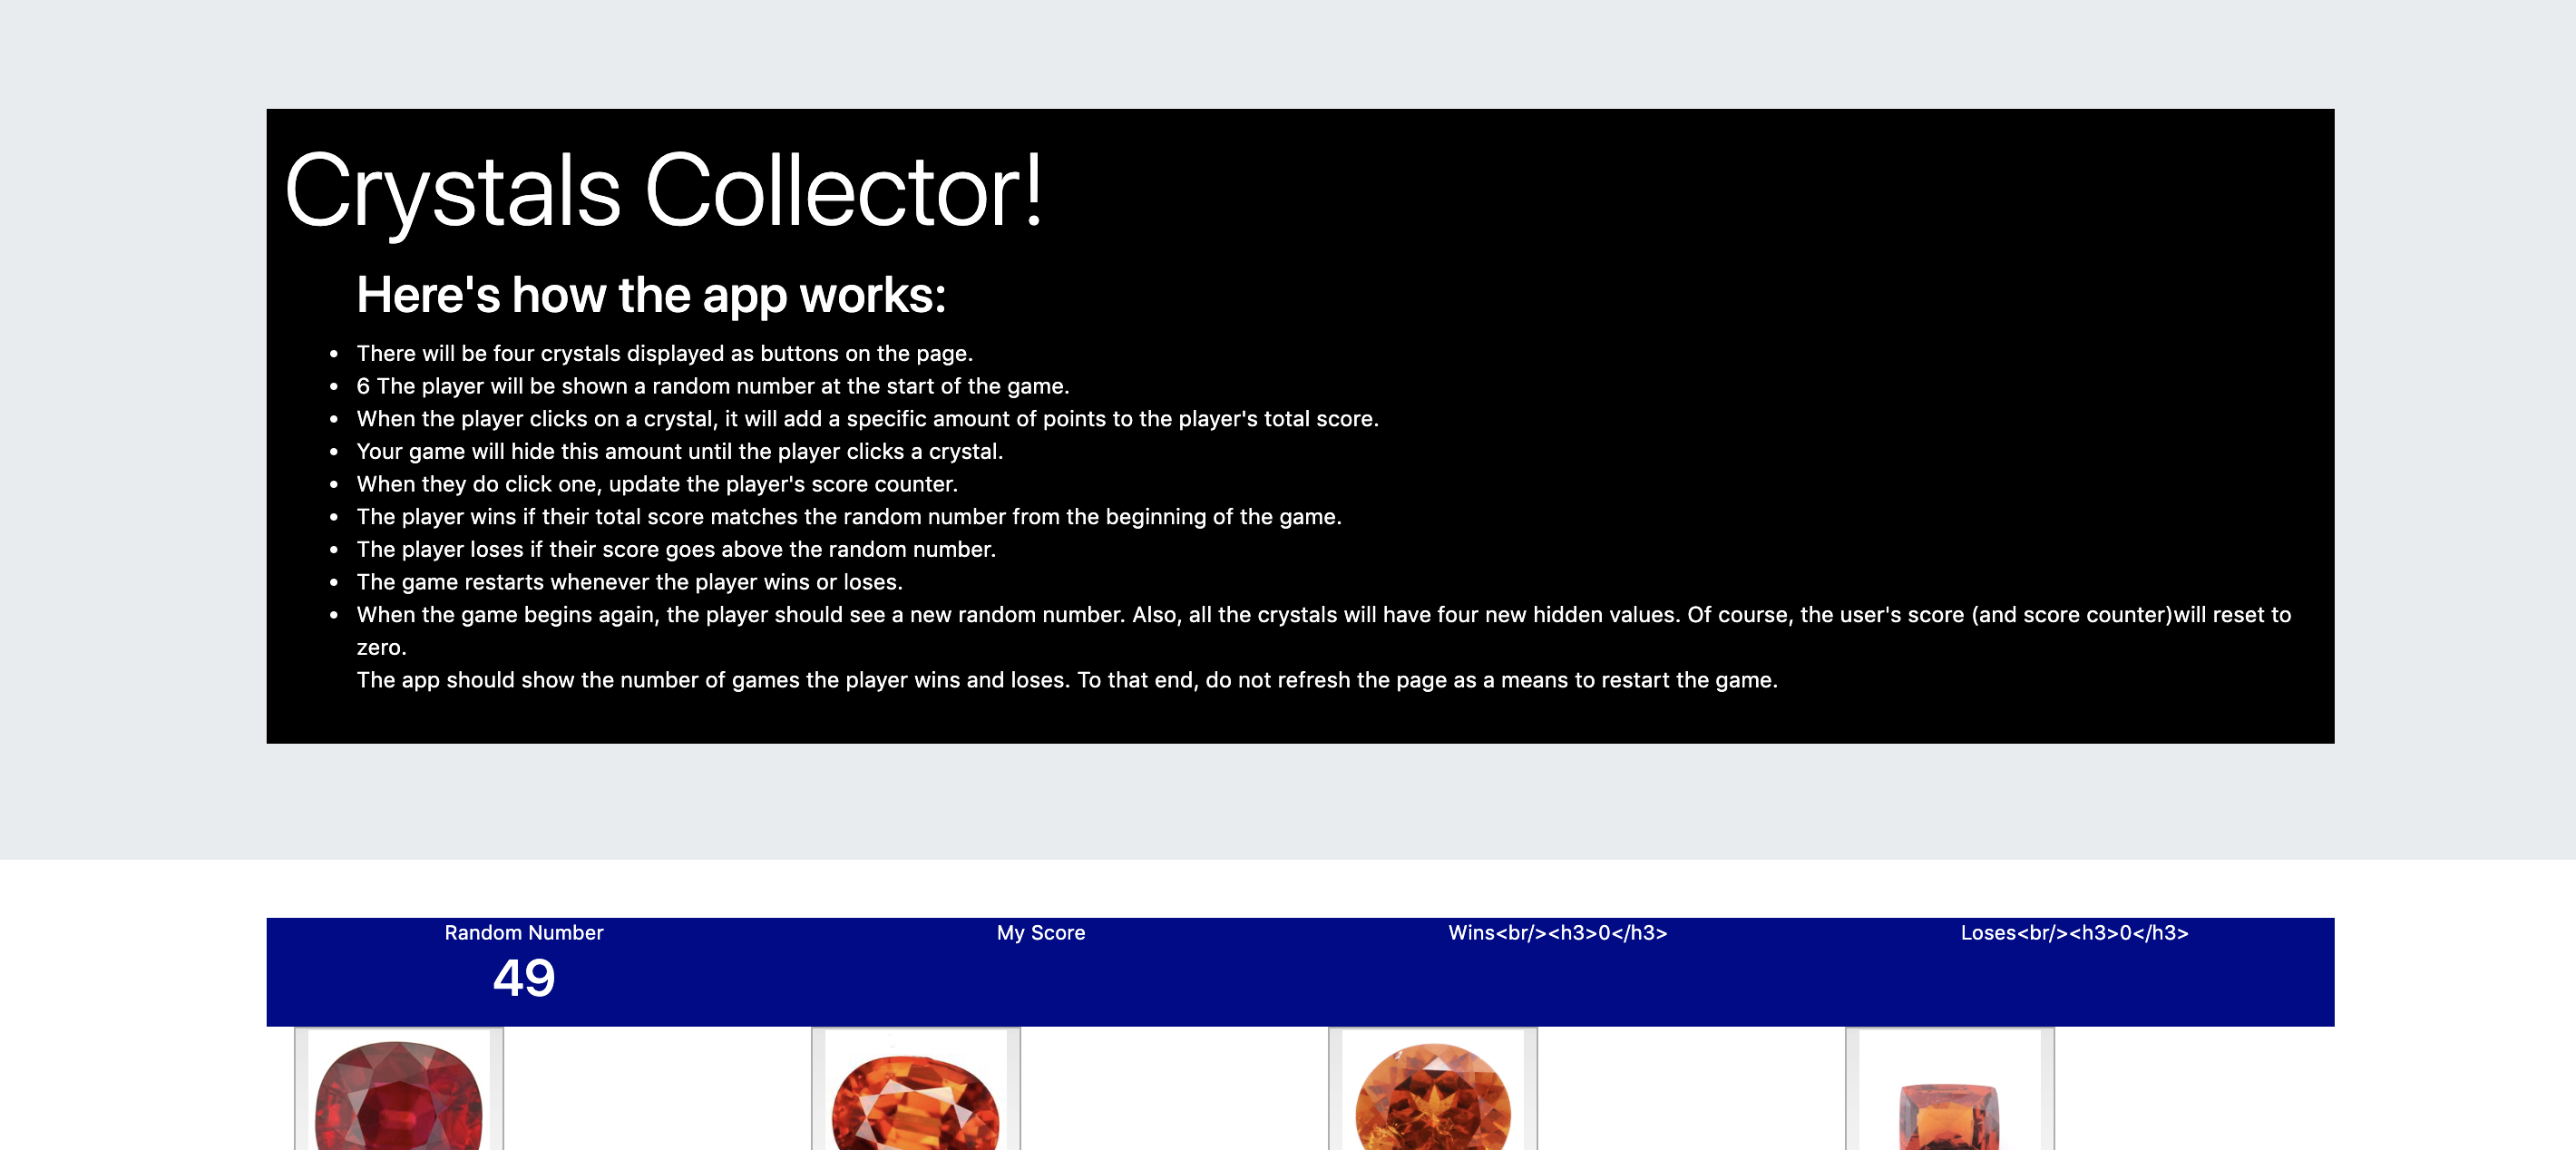 Crystals Collector!
Here's how the app works:
• There will be four crystals displayed as buttons on the page.
• 6 The player will be shown a random number at the start of the game.
• When the player clicks on a crystal, it will add a specific amount of points to the player's total score.
• Your game will hide this amount until the player clicks a crystal.
• When they do click one, update the player's score counter.
• The player wins if their total score matches the random number from the beginning of the game.
• The player loses if their score goes above the random number.
• The game restarts whenever the player wins or loses.
• When the game begins again, the player should see a new random number. Also, all the crystals will have four new hidden values. Of course, the user's score (and score counter)will reset to
zero.
The app should show the number of games the player wins and loses. To that end, do not refresh the page as a means to restart the game.
Random Number My Score Wins<br/><h3>0</h3> Loses<br/><h3>0</h3>
49